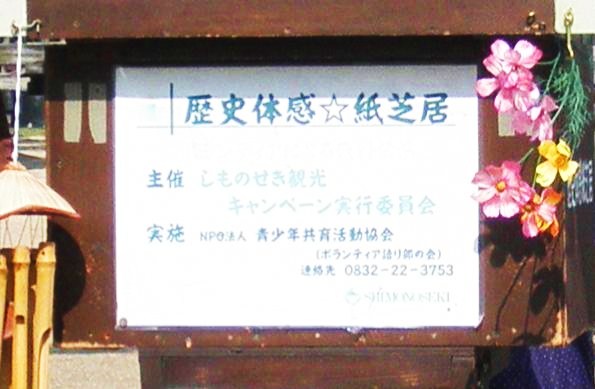 歴史体感☆紙芝居
主催 しものせき観光
キャンペーン実行委員会
実施 NPO法人 青少年共育活動協会
(ボランティア語り部の会)
連絡先 0832-22-3753
SHIMONOSEKI